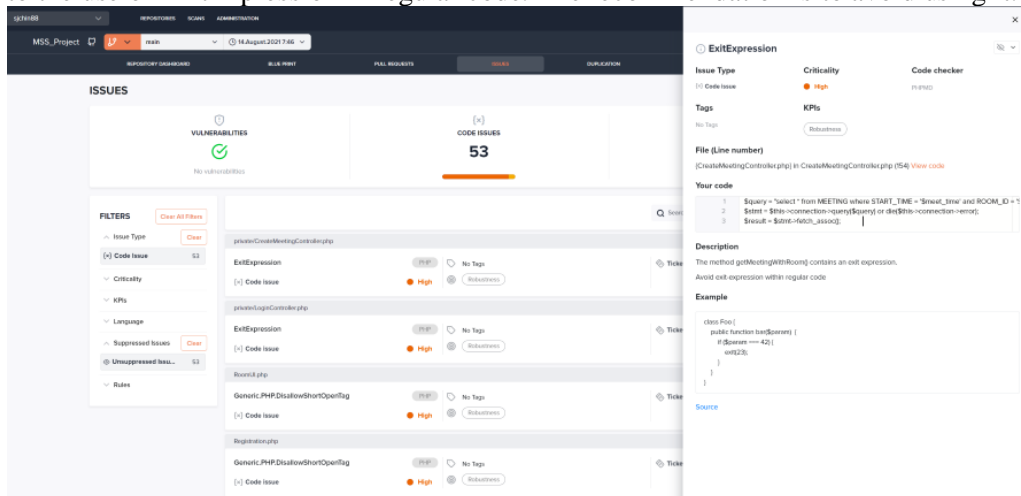 sjchin88 REPOSITORIES SCANS ADMINISTRATION
MSS_Project main 14.August.2021 7:46
REPOSITORY DASHBOARD BLUE PRINT PULL REQUESTS ISSUES DUPLICATION
ISSUES
VULNERABILITIES
No vulnerabilities
CODE ISSUES
53
FILTERS Clear All Filters
Issue Type Clear
Code Issue 53
Criticality
KPIs
Language
Suppressed Issues Clear
Unsuppressed Issu... 53
Rules
private/CreateMeetingController.php
ExitExpression PHP No Tags
Code issue High Robustness
private/LoginController.php
ExitExpression PHP No Tags
Code issue High Robustness
RoomUI.php
Generic.PHP.DisallowShortOpenTag PHP No Tags
Code issue High Robustness
Registration.php
Generic.PHP.DisallowShortOpenTag PHP No Tags
Code issue High Robustness
ExitExpression
Issue Type Criticality Code checker
Code Issue High PHPMD
Tags KPIs
No Tags Robustness
File (Line number)
(CreateMeetingController.php) in CreateMeetingController.php (154) View code
Your code
1 $query = "select * from MEETING where START_TIME = '$meet_time' and ROOM_ID = '
2 $stmt = $this->connection->query($query) or die($this->connection->error);
3 $result = $stmt->fetch_assoc();
Description
The method getMeetingWithRoom() contains an exit expression.
Avoid exit-expression within regular code
Example
class Foo {
public function bar($param) {
if ($param === 42) {
exit(23);
}
}
}
Source